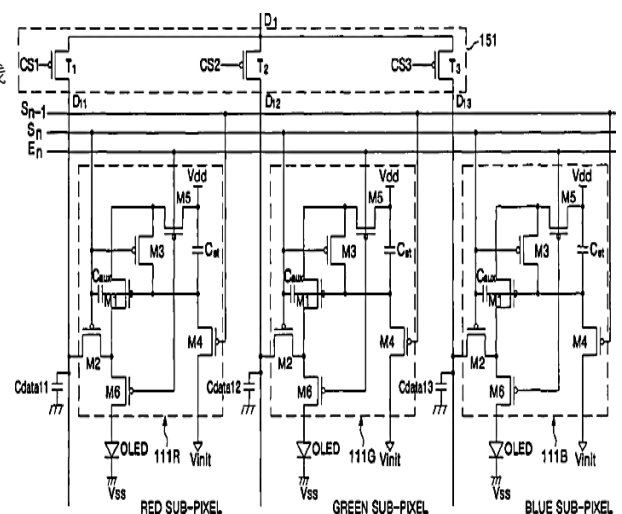 D1
151
CS1 T1 CS2 T2 CS3 T3
D11 D12 D13
Sn-1
Sn
En
Vdd Vdd Vdd
M5 M5 M5
M3 Cst M3 Cst M3 Cst
Caux Caux Caux
M1 M1 M1
M4 M4 M4
M2 M2 M2
Cdata11 M6 Cdata12 M6 Cdata13 M6
OLED 111R Vinit OLED 111G Vinit OLED 111B Vinit
Vss Vss Vss
RED SUB-PIXEL GREEN SUB-PIXEL BLUE SUB-PIXEL